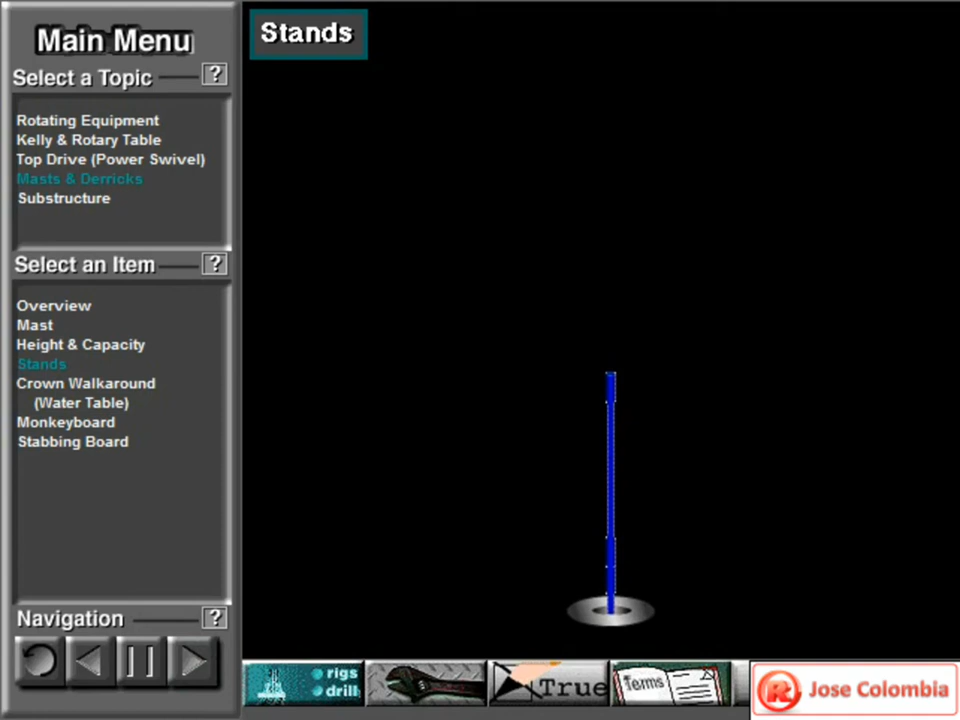 Main Menu
Select a Topic ?
Rotating Equipment
Kelly & Rotary Table
Top Drive (Power Swivel)
Masts & Derricks
Substructure
Select an Item ?
Overview
Mast
Height & Capacity
Stands
Crown Walkaround
(Water Table)
Monkeyboard
Stabbing Board
Navigation ?
Stands
rigs
drill
True
Terms
R Jose Colombia